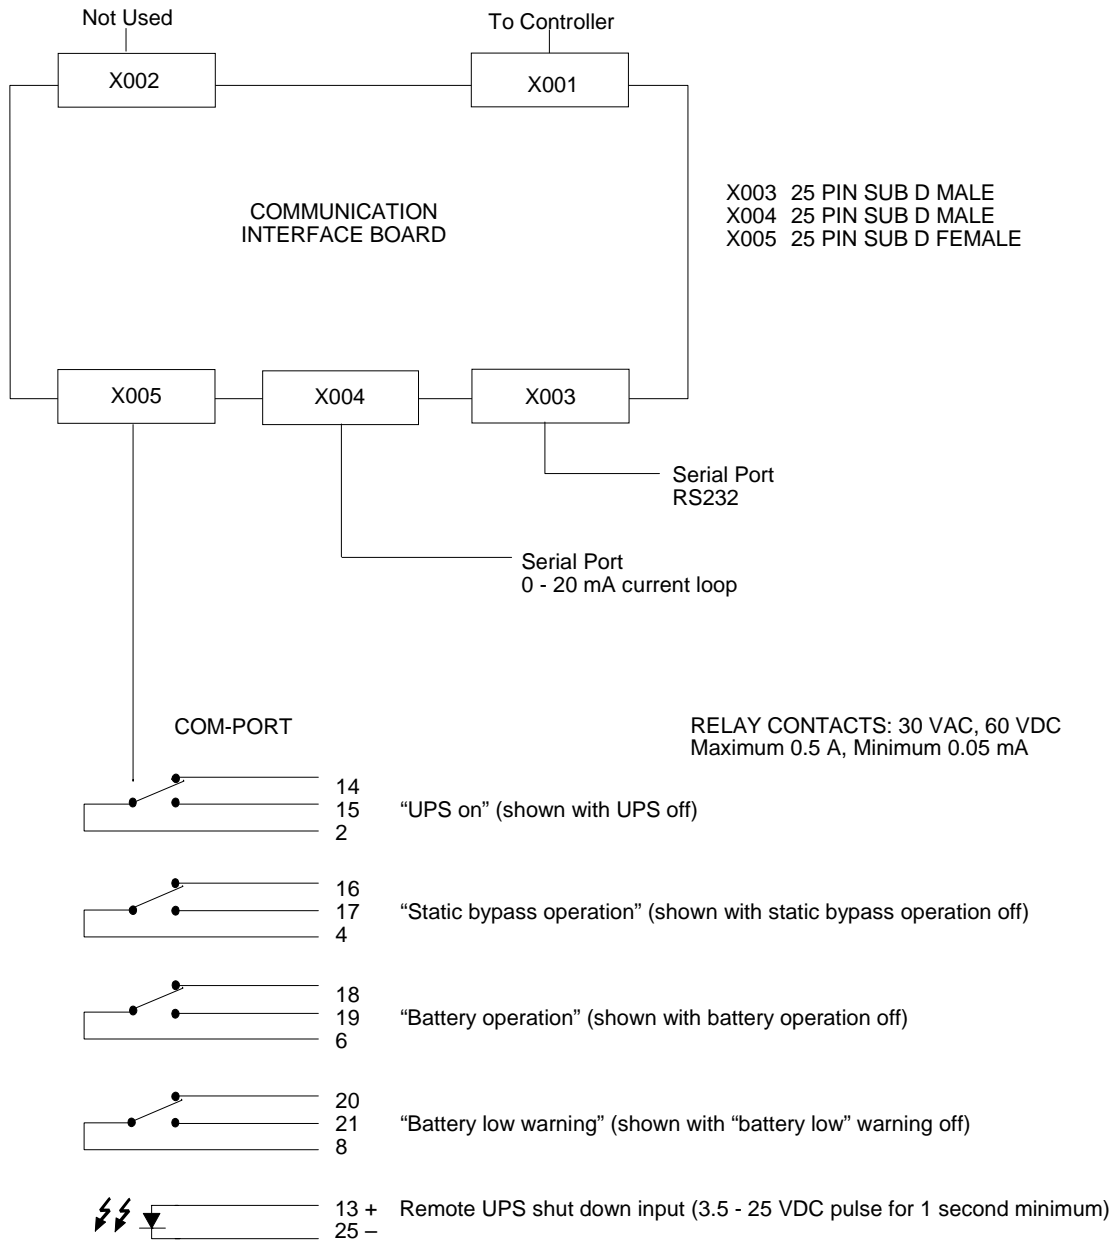 Not Used
To Controller
X002
X001
COMMUNICATION
INTERFACE BOARD
X003 25 PIN SUB D MALE
X004 25 PIN SUB D MALE
X005 25 PIN SUB D FEMALE
X005
X004
X003
Serial Port
RS232
Serial Port
0 - 20 mA current loop
COM-PORT
RELAY CONTACTS: 30 VAC, 60 VDC
Maximum 0.5 A, Minimum 0.05 mA
14
15 “UPS on” (shown with UPS off)
2
16
17 “Static bypass operation” (shown with static bypass operation off)
4
18
19 “Battery operation” (shown with battery operation off)
6
20
21 “Battery low warning” (shown with “battery low” warning off)
8
13 + Remote UPS shut down input (3.5 - 25 VDC pulse for 1 second minimum)
25 –